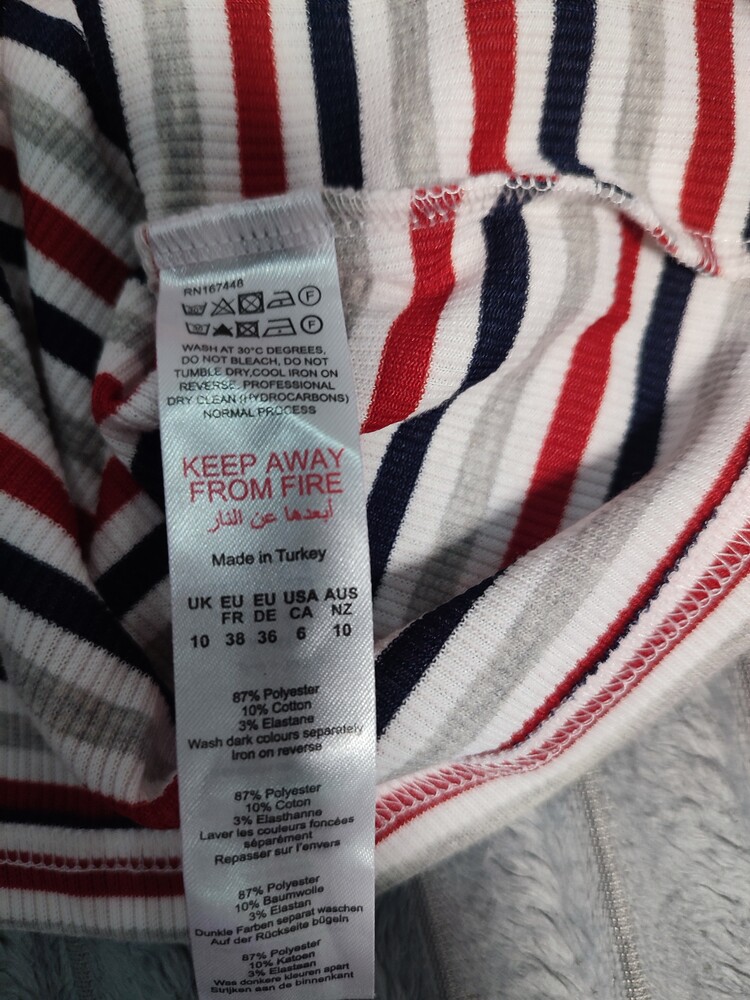 RN167448
30 F
30 F
WASH AT 30°C DEGREES,
DO NOT BLEACH, DO NOT
TUMBLE DRY,COOL IRON ON
REVERSE, PROFESSIONAL
DRY CLEAN (HYDROCARBONS)
NORMAL PROCESS
KEEP AWAY
FROM FIRE
أبعدها عن النار
Made in Turkey
UK EU EU USA AUS
FR DE CA NZ
10 38 36 6 10
87% Polyester
10% Cotton
3% Elastane
Wash dark colours separately
Iron on reverse
87% Polyester
10% Coton
3% Elasthanne
Laver les couleurs foncées
séparément
Repasser sur l'envers
87% Polyester
10% Baumwolle
3% Elastan
Dunkle Farben separat waschen
Auf der Rückseite bügeln
87% Polyester
10% Katoen
3% Elastaan
Was donkere kleuren apart
Strijken aan de binnenkant